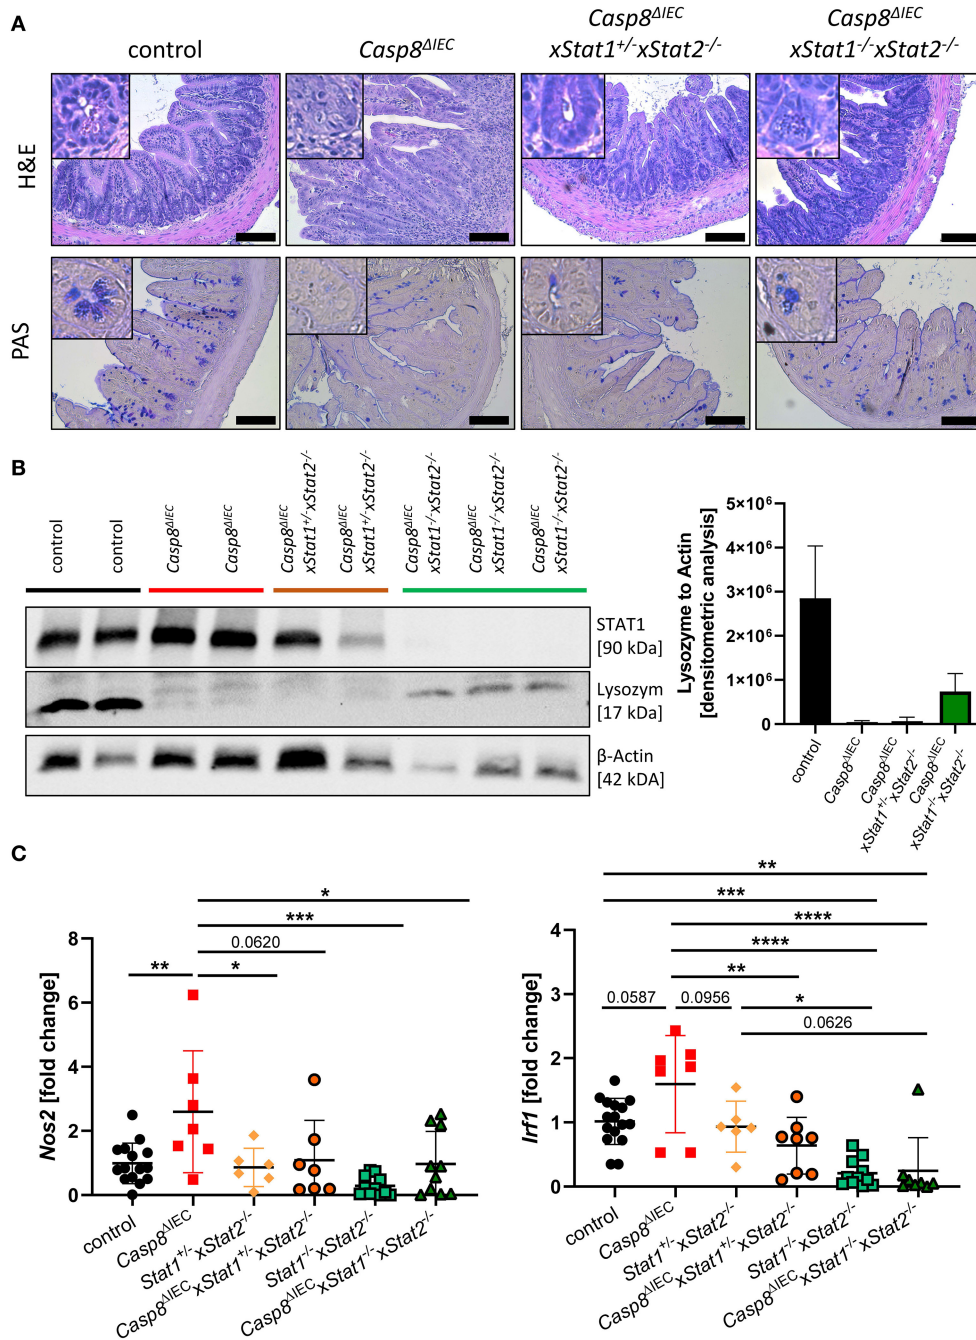 A
control
Casp8ΔIEC
Casp8ΔIEC
xStat1+/-xStat2-/-
Casp8ΔIEC
xStat1-/-xStat2-/-
H&E
PAS
B
control
control
Casp8ΔIEC
Casp8ΔIEC
Casp8ΔIEC
xStat1+/-xStat2-/-
Casp8ΔIEC
xStat1+/-xStat2-/-
Casp8ΔIEC
xStat1-/-xStat2-/-
Casp8ΔIEC
xStat1-/-xStat2-/-
Casp8ΔIEC
xStat1-/-xStat2-/-
STAT1
[90 kDa]
Lysozym
[17 kDa]
β-Actin
[42 kDA]
Lysozyme to Actin
[densitometric analysis]
5×10⁶
4×10⁶
3×10⁶
2×10⁶
1×10⁶
0
control
Casp8ΔIEC
Casp8ΔIEC
xStat1+/-xStat2-/-
Casp8ΔIEC
xStat1-/-xStat2-/-
C
Nos2 [fold change]
8
6
4
2
0
*
***
0.0620
**
*
control
Casp8ΔIEC
Stat1+/-xStat2-/-
Casp8ΔIECxStat1+/-xStat2-/-
Stat1-/-xStat2-/-
Casp8ΔIECxStat1-/-xStat2-/-
Irf1 [fold change]
4
3
2
1
0
**
***
****
****
**
0.0587
0.0956
*
0.0626
control
Casp8ΔIEC
Stat1+/-xStat2-/-
Casp8ΔIECxStat1+/-xStat2-/-
Stat1-/-xStat2-/-
Casp8ΔIECxStat1-/-xStat2-/-